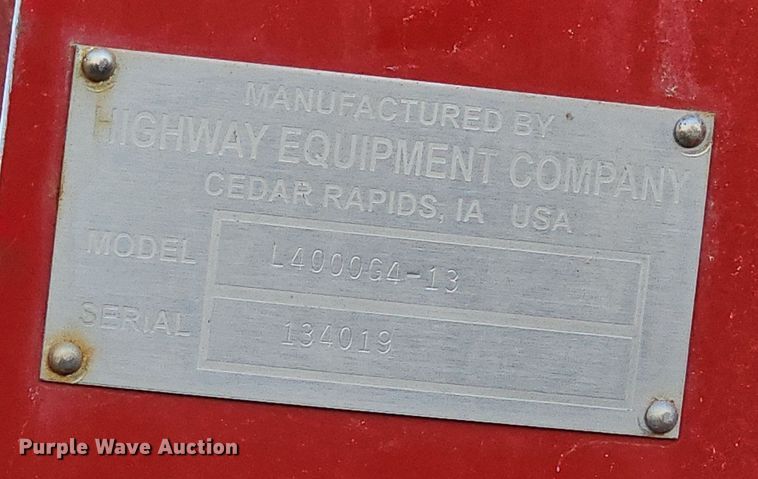 MANUFACTURED BY
HIGHWAY EQUIPMENT COMPANY
CEDAR RAPIDS, IA USA
MODEL L4000G4-13
SERIAL 134019
Purple Wave Auction